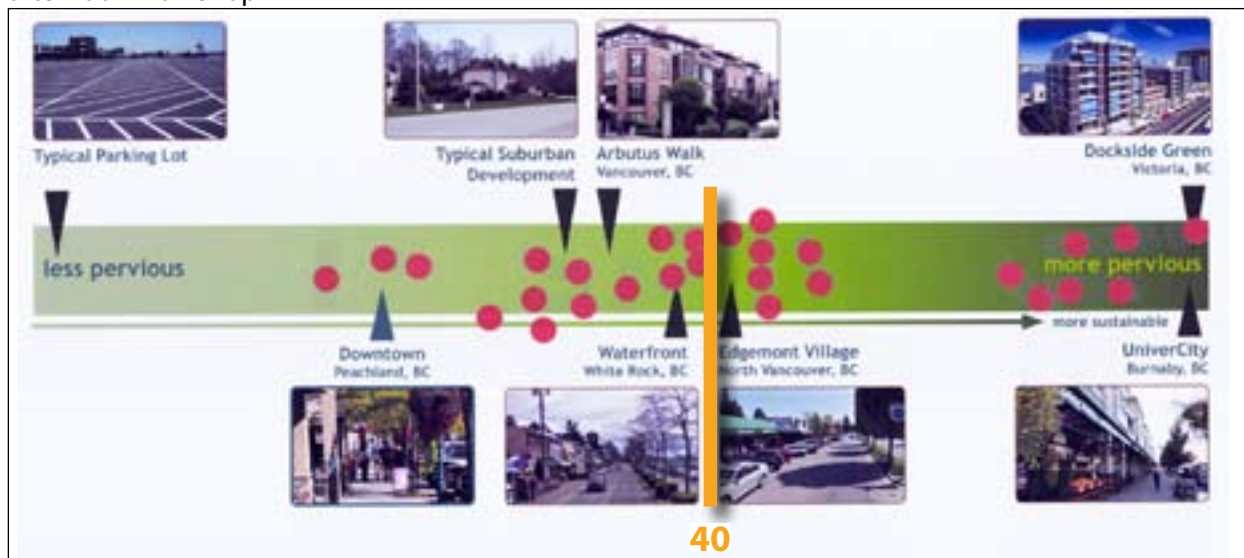 Typical Parking Lot
Typical Suburban
Development
Arbutus Walk
Vancouver, BC
Dockside Green
Victoria, BC
less pervious
more pervious
more sustainable
Downtown
Peachland, BC
Waterfront
White Rock, BC
Edgemont Village
North Vancouver, BC
UniverCity
Burnaby, BC
40